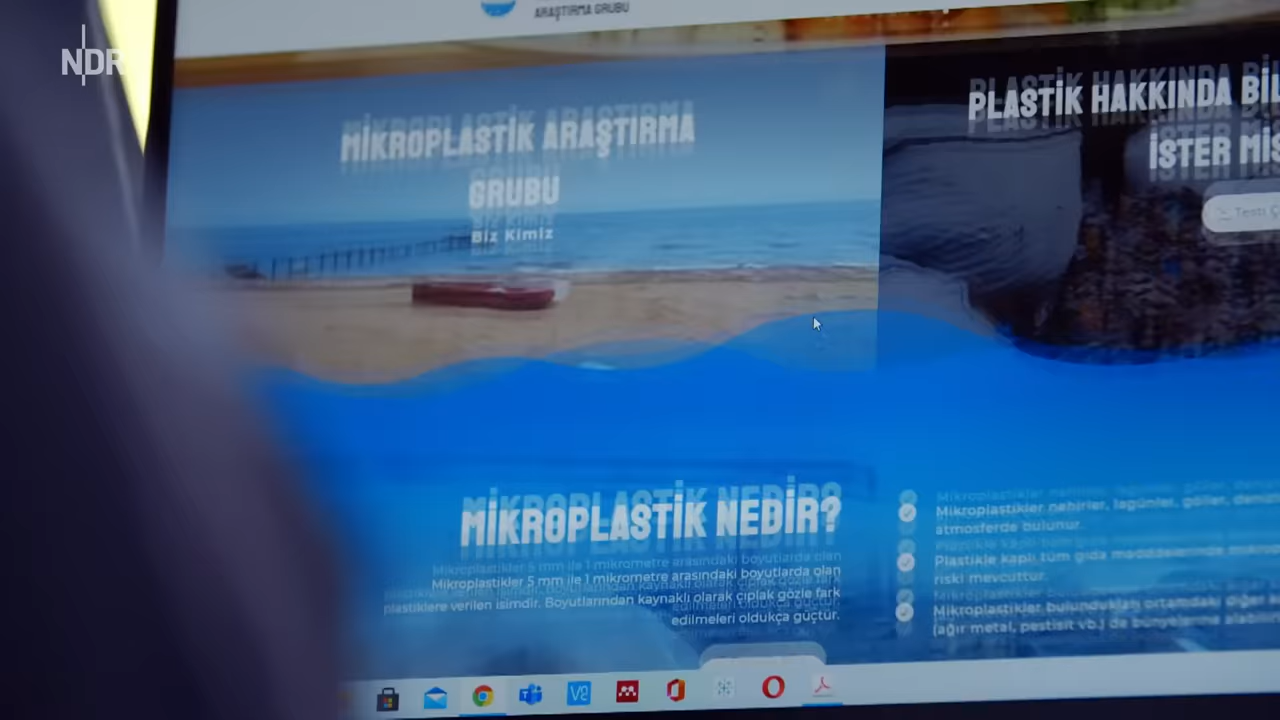 ARAŞTIRMA GRUBU
NDR
MİKROPLASTİK ARAŞTIRMA
GRUBU
Biz Kimiz
PLASTİK HAKKINDA
İSTER
Testi
MİKROPLASTİK NEDİR?
Mikroplastikler 5 mm ile 1 mikrometre arasındaki boyutlarda olan
plastiklere verilen isimdir. Boyutlarından kaynaklı olarak çıplak gözle fark
edilmeleri oldukça güçtür.
Mikroplastikler nehirler, lagünler, göller,
atmosferde bulunur.
Plastikle kaplı tüm gıda maddelerinde
riski mevcuttur.
Mikroplastikler bulundukları ortamdaki diğer
(ağır metal, pestisit vb.) da bünyelerine